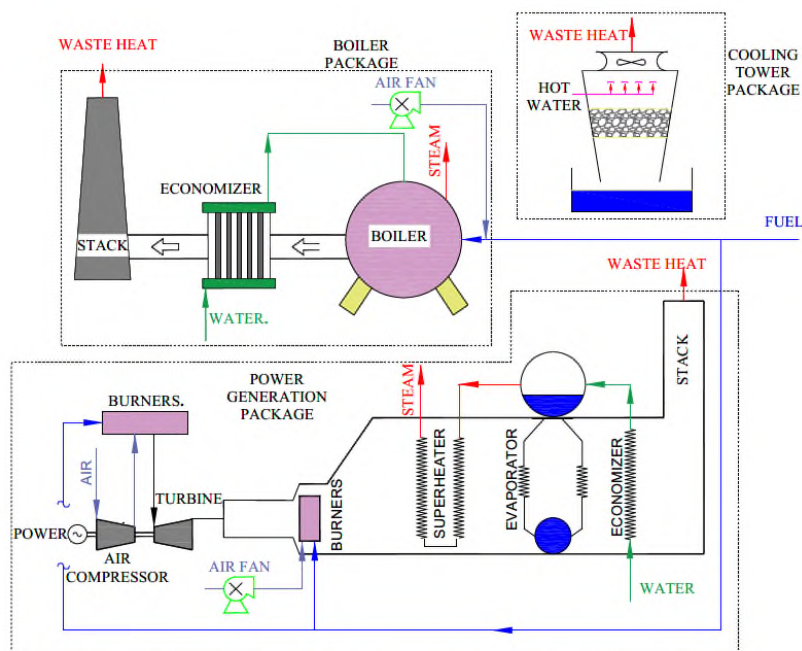 WASTE HEAT
BOILER
PACKAGE
AIR FAN
STEAM
ECONOMIZER
STACK
BOILER
WATER.
WASTE HEAT
COOLING
TOWER
PACKAGE
HOT
WATER
FUEL
WASTE HEAT
STACK
POWER
GENERATION
PACKAGE
STEAM
BURNERS.
AIR
TURBINE
SUPERHEATER
EVAPORATOR
ECONOMIZER
BURNERS
POWER
AIR
COMPRESSOR
AIR FAN
WATER